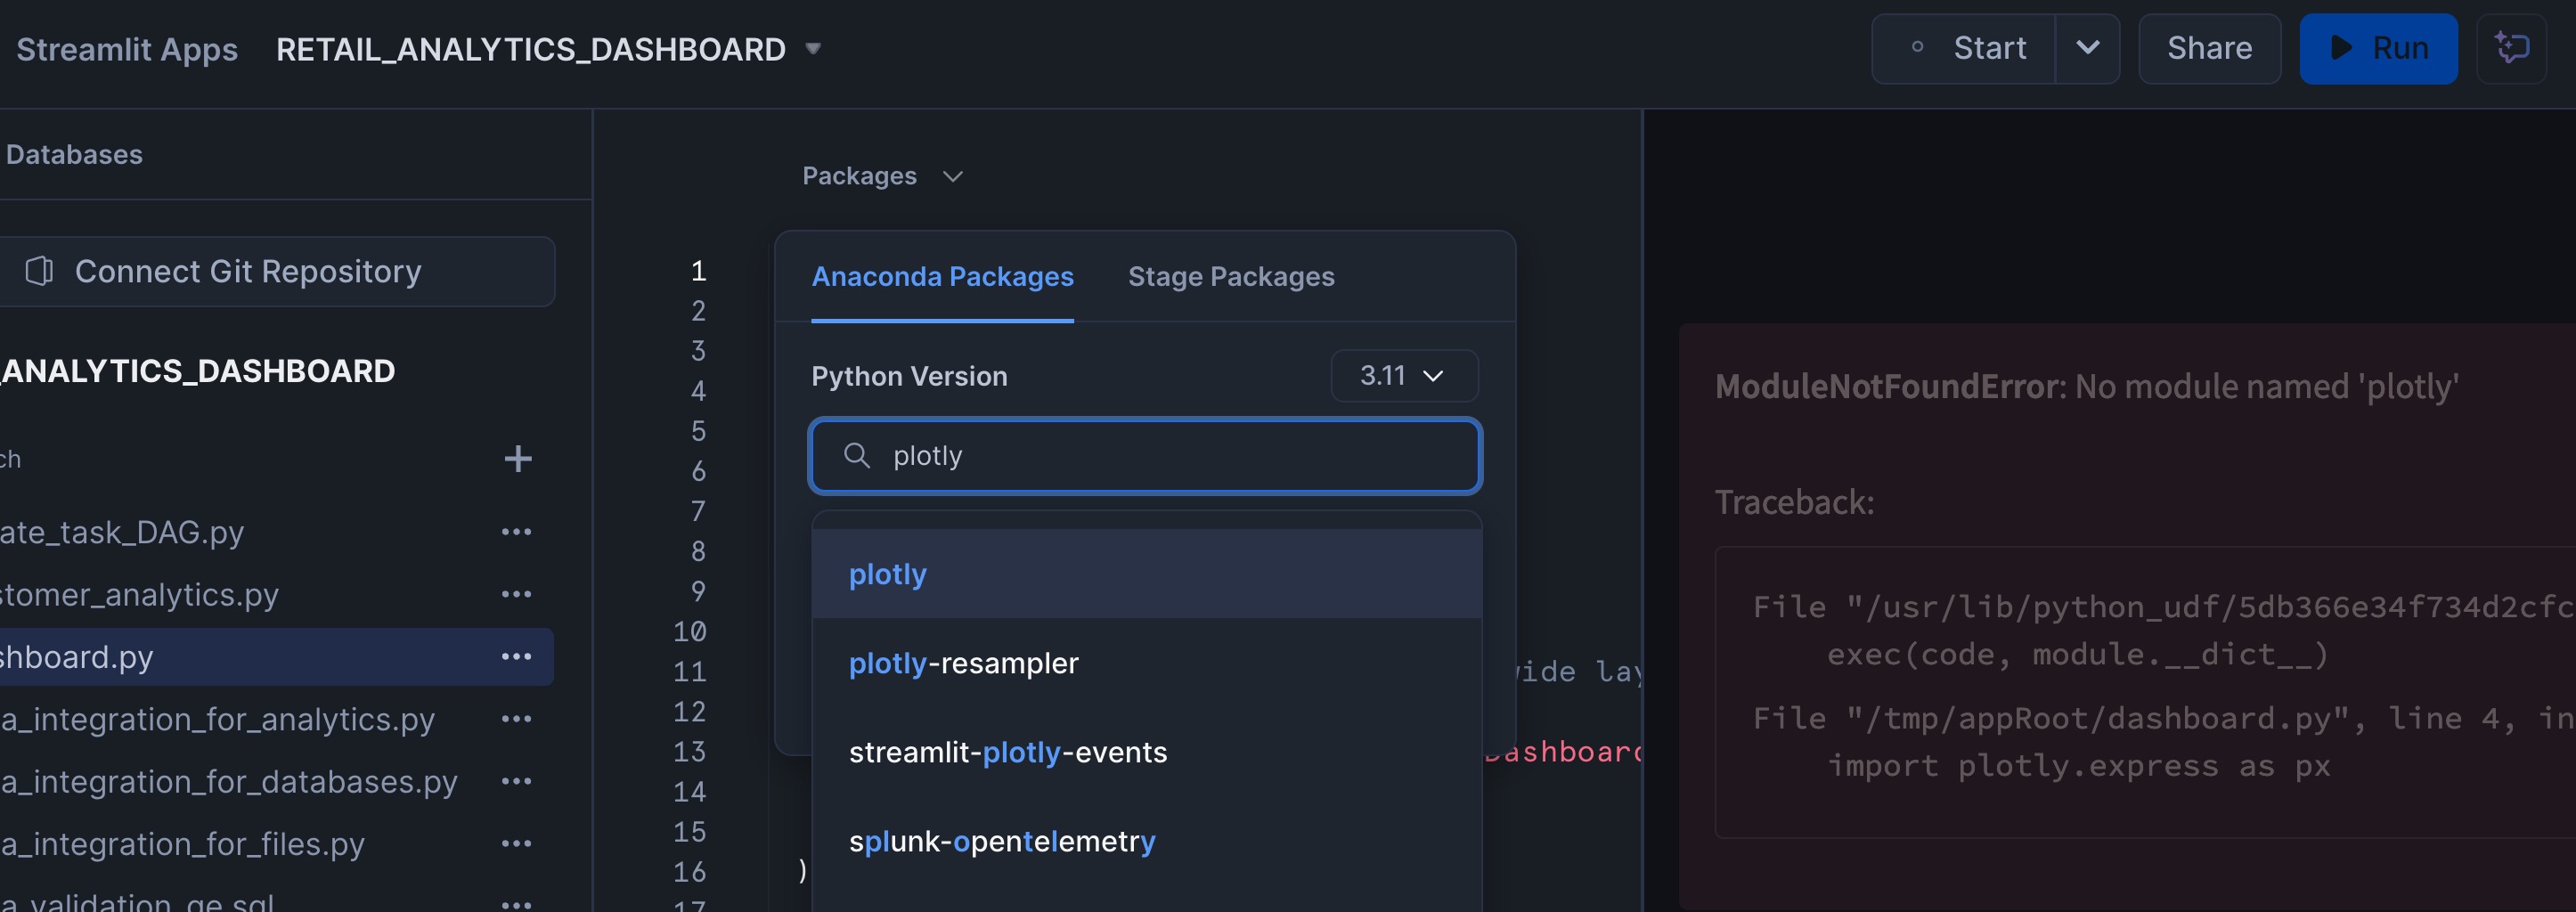 Streamlit Apps RETAIL_ANALYTICS_DASHBOARD
Start Share Run
Databases
Connect Git Repository
_ANALYTICS_DASHBOARD
ch
ate_task_DAG.py
stomer_analytics.py
shboard.py
a_integration_for_analytics.py
a_integration_for_databases.py
a_integration_for_files.py
a_validation_ge.sql
Packages
Anaconda Packages Stage Packages
Python Version 3.11
plotly
plotly
plotly-resampler
streamlit-plotly-events
splunk-opentelemetry
1
2
3
4
5
6
7
8
9
10
11 wide lay
12
13 Dashboard
14
15
16 )
17
ModuleNotFoundError: No module named 'plotly'
Traceback:
File "/usr/lib/python_udf/5db366e34f734d2cfc
exec(code, module.__dict__)
File "/tmp/appRoot/dashboard.py", line 4, in
import plotly.express as px